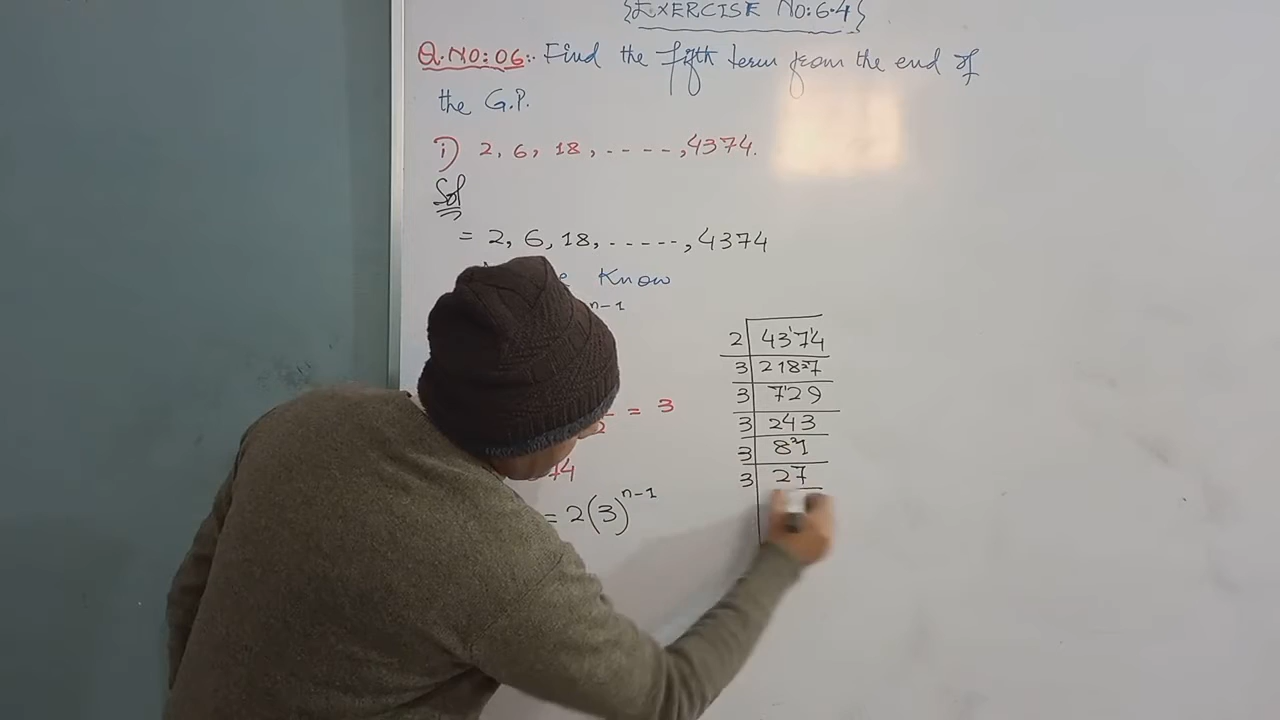 {EXERCISE NO:6.4}
Q.NO:06:- Find the fifth term from the end of
the G.P.
i) 2, 6, 18, - - - - -, 4374.
Sol
= 2, 6, 18, - - - - - -, 4374
Know
n-1
2 | 4374
3 | 2187
3 | 729
3 | 243
3 | 81
3 | 27
2 = 3
74
= 2(3)^{n-1}